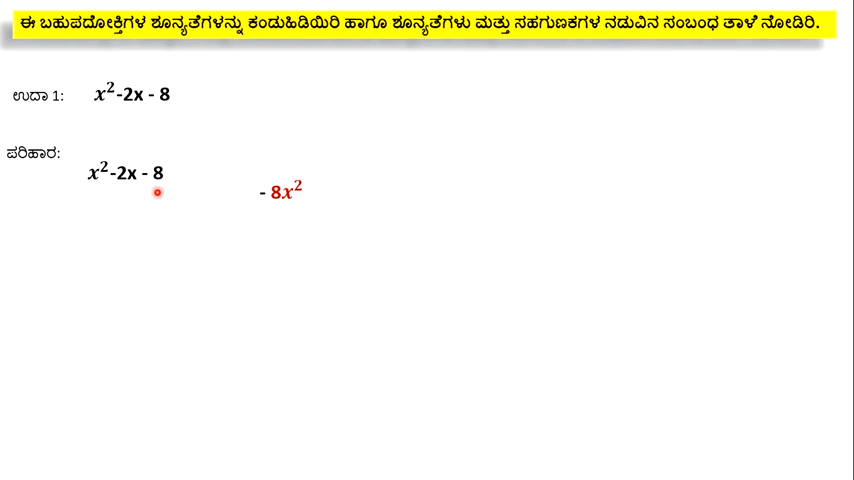 ಈ ಬಹುಪದೋಕ್ತಿಗಳ ಶೂನ್ಯತೆಗಳನ್ನು ಕಂಡುಹಿಡಿಯಿರಿ ಹಾಗೂ ಶೂನ್ಯತೆಗಳು ಮತ್ತು ಸಹಗುಣಕಗಳ ನಡುವಿನ ಸಂಬಂಧ ತಾಳೆ ನೋಡಿರಿ.
ಉದಾ 1: x²-2x - 8
ಪರಿಹಾರ:
x²-2x - 8
- 8x²